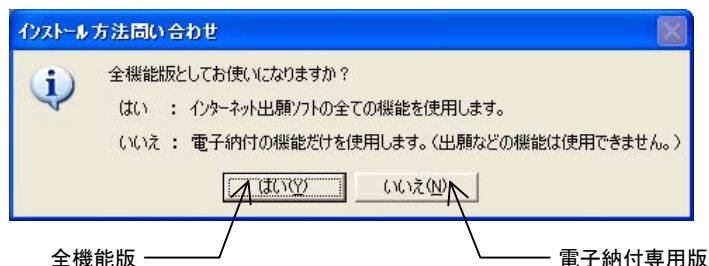 インストール方法問い合わせ
全機能版としてお使いになりますか?
はい : インターネット出願ソフトの全ての機能を使用します。
いいえ : 電子納付の機能だけを使用します。(出願などの機能は使用できません。)
はい(Y) いいえ(N)
全機能版 電子納付専用版